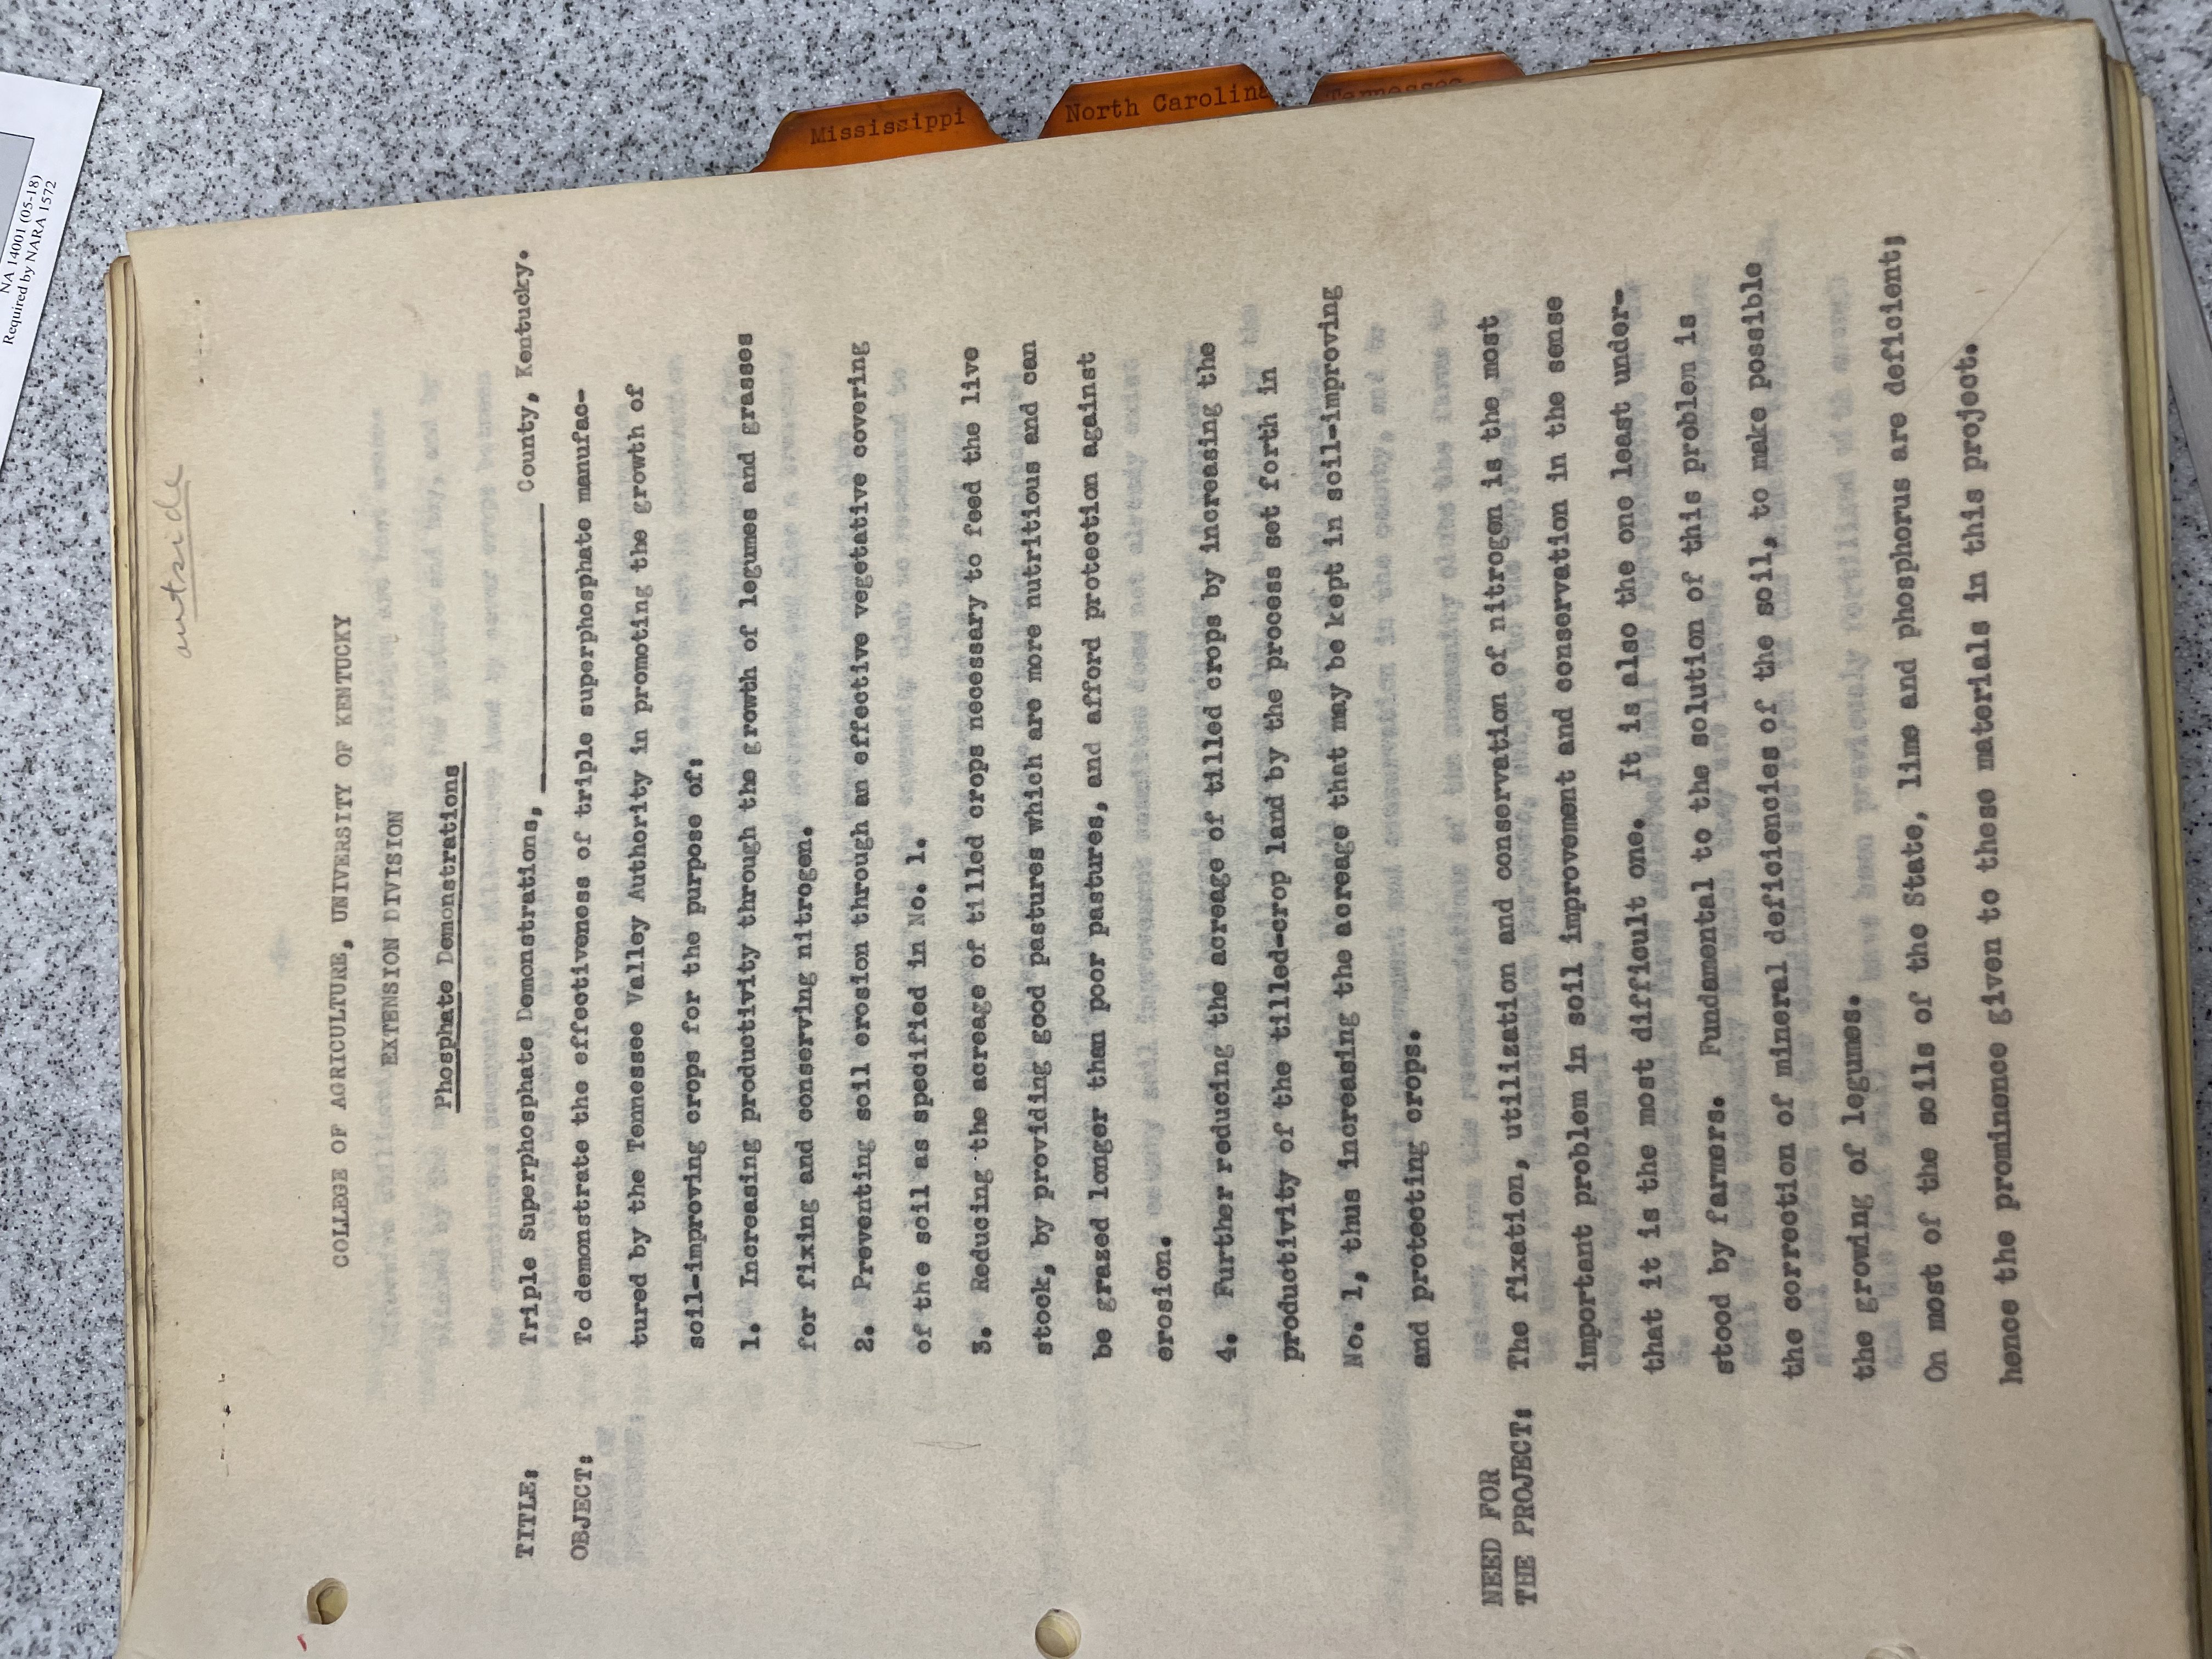 NA 14001 (05-18)
Required by NARA 1572
outside
COLLEGE OF AGRICULTURE, UNIVERSITY OF KENTUCKY
EXTENSION DIVISION
Phosphate Demonstrations
TITLE: Triple Superphosphate Demonstrations, ____________ County, Kentucky.
OBJECT: To demonstrate the effectiveness of triple superphosphate manufac-
tured by the Tennessee Valley Authority in promoting the growth of
soil-improving crops for the purpose of:
1. Increasing productivity through the growth of legumes and grasses
for fixing and conserving nitrogen.
2. Preventing soil erosion through an effective vegetative covering
of the soil as specified in No. 1.
3. Reducing the acreage of tilled crops necessary to feed the live
stock, by providing good pastures which are more nutritious and can
be grazed longer than poor pastures, and afford protection against
erosion.
4. Further reducing the acreage of tilled crops by increasing the
productivity of the tilled-crop land by the process set forth in
No. 1, thus increasing the acreage that may be kept in soil-improving
and protecting crops.
NEED FOR
THE PROJECT: The fixation, utilization and conservation of nitrogen is the most
important problem in soil improvement and conservation in the sense
that it is the most difficult one. It is also the one least under-
stood by farmers. Fundamental to the solution of this problem is
the correction of mineral deficiencies of the soil, to make possible
the growing of legumes.
On most of the soils of the State, lime and phosphorus are deficient;
hence the prominence given to these materials in this project.
Mississippi
North Carolina